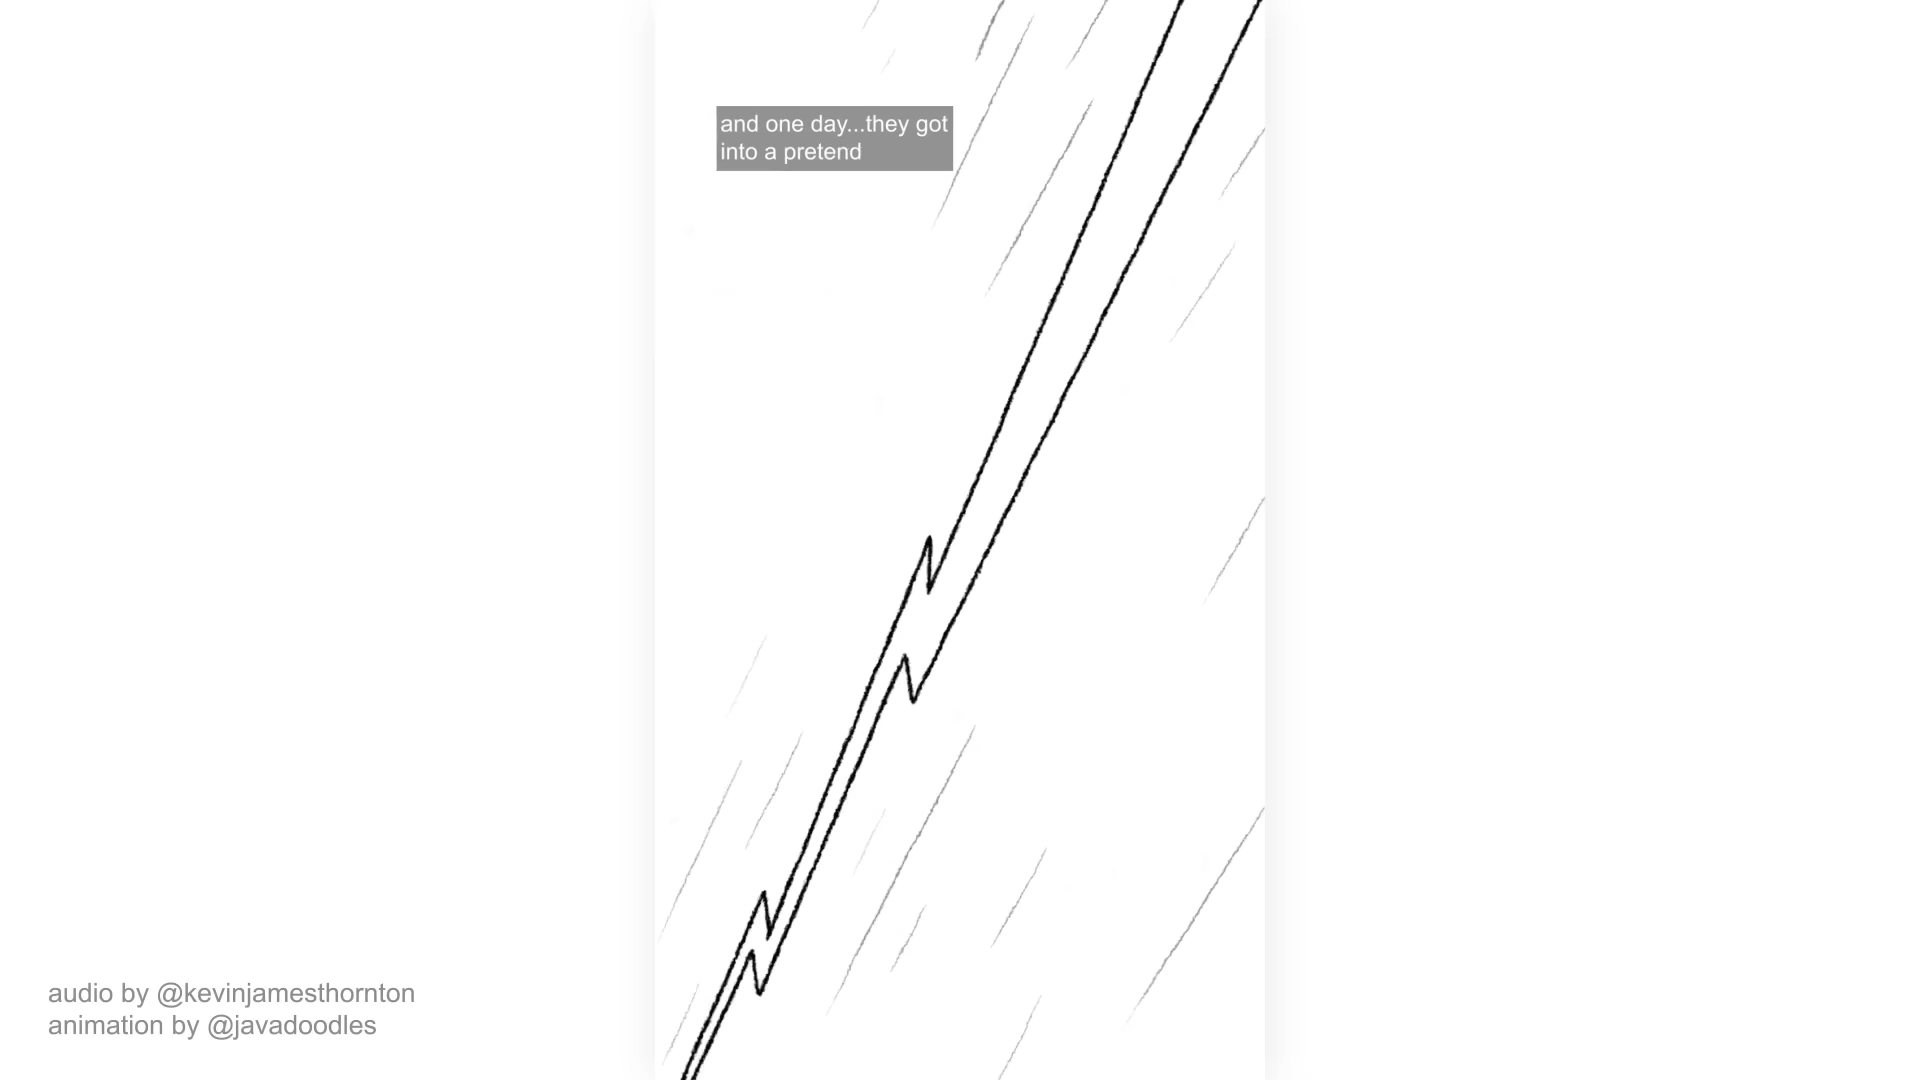 and one day...they got
into a pretend
audio by @kevinjamesthornton
animation by @javadoodles